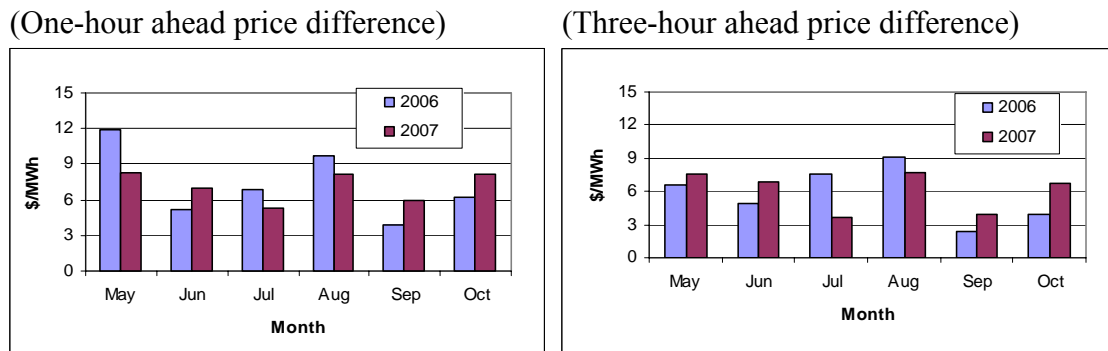 (One-hour ahead price difference)
15
12
9
6
3
0
$/MWh
2006
2007
May Jun Jul Aug Sep Oct
Month
(Three-hour ahead price difference)
15
12
9
6
3
0
$/MWh
2006
2007
May Jun Jul Aug Sep Oct
Month